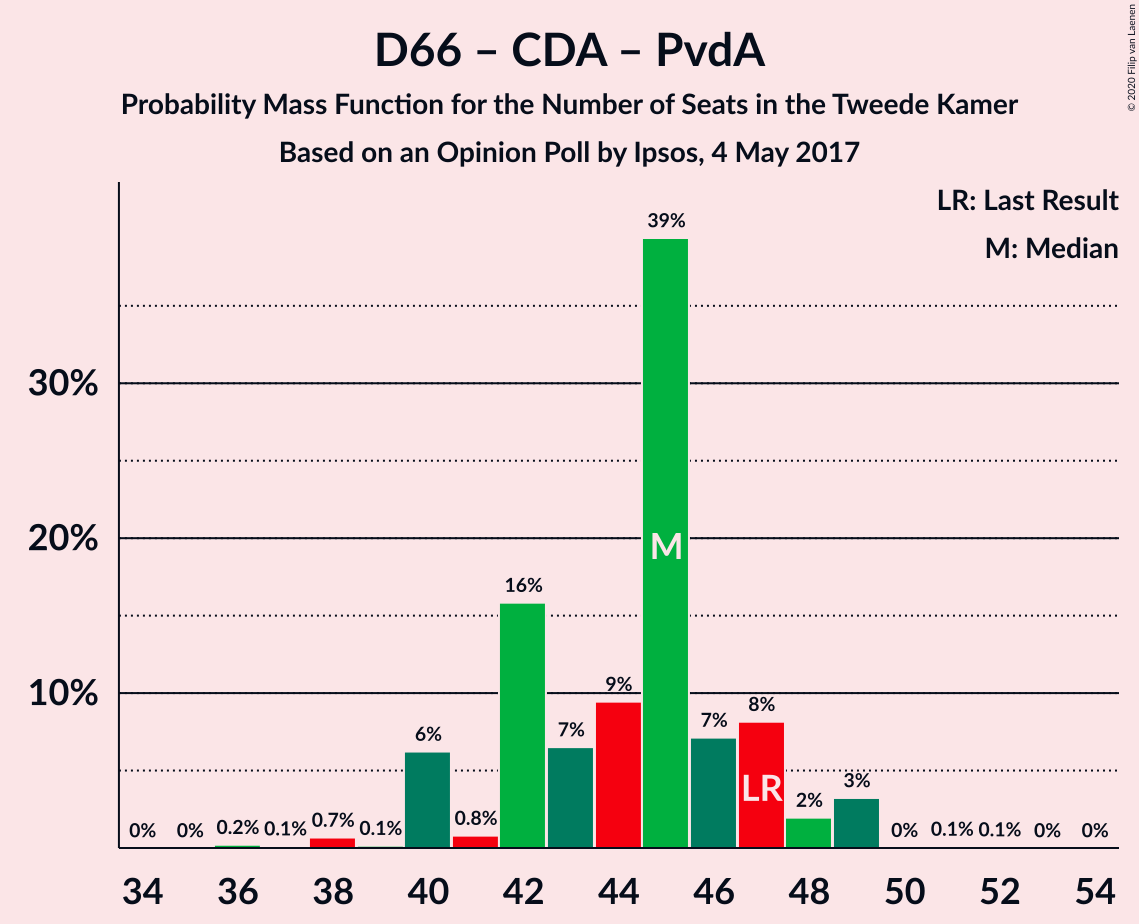 D66 – CDA – PvdA
Probability Mass Function for the Number of Seats in the Tweede Kamer
Based on an Opinion Poll by Ipsos, 4 May 2017
© 2020 Filip van Laenen
LR: Last Result
M: Median
39%
30%
M
20%
16%
10%
9%
8%
7%
7%
6%
LR
3%
2%
0% 0% 0.2% 0.1% 0.7% 0.1% 0.8% 0% 0.1% 0.1% 0% 0%
34 36 38 40 42 44 46 48 50 52 54